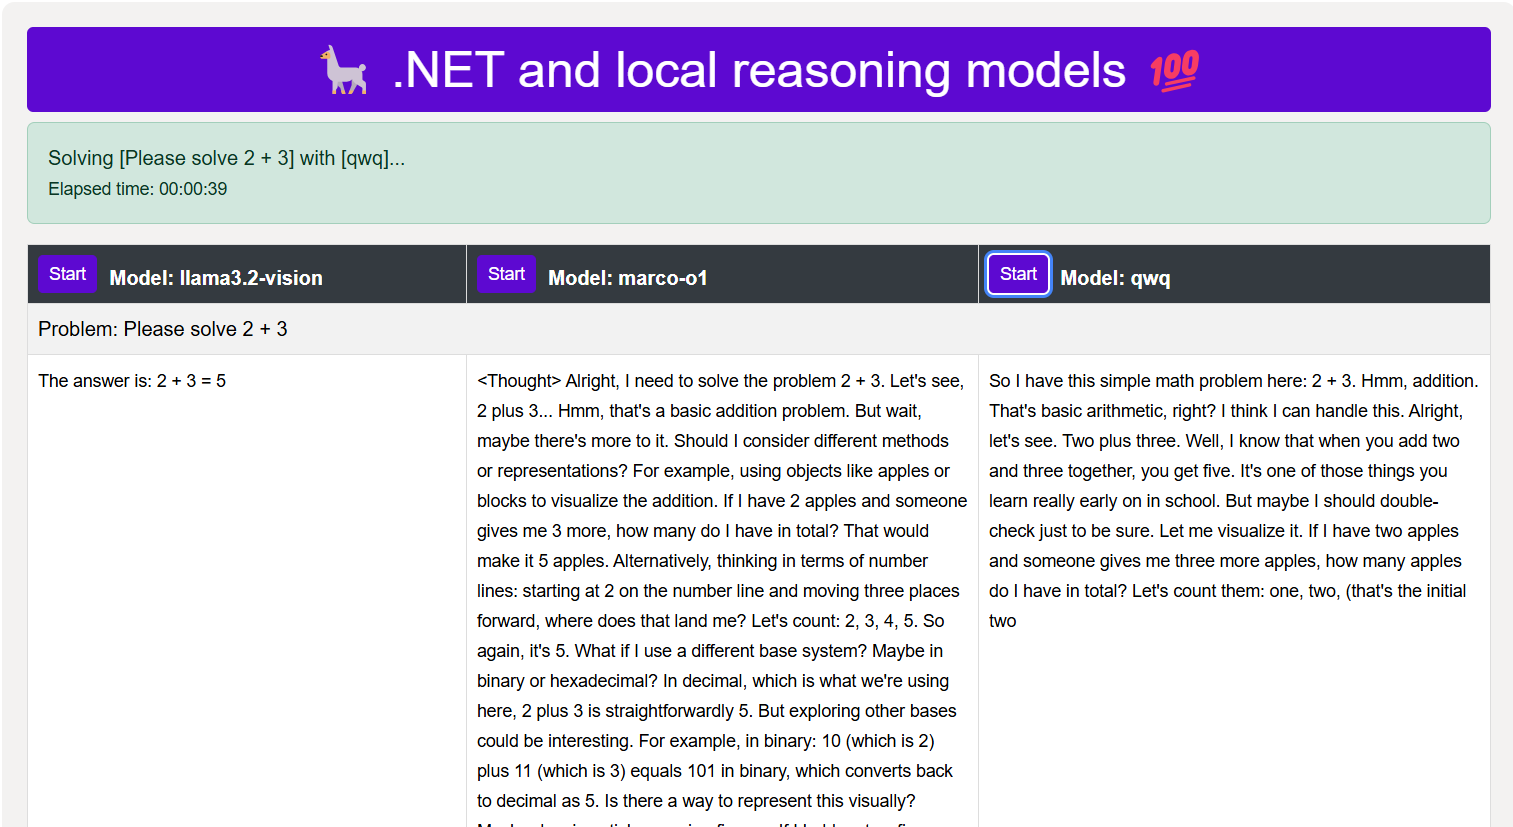 .NET and local reasoning models 💯
Solving [Please solve 2 + 3] with [qwq]...
Elapsed time: 00:00:39
Start Model: llama3.2-vision
Start Model: marco-o1
Start Model: qwq
Problem: Please solve 2 + 3
The answer is: 2 + 3 = 5
<Thought> Alright, I need to solve the problem 2 + 3. Let's see,
2 plus 3... Hmm, that's a basic addition problem. But wait,
maybe there's more to it. Should I consider different methods
or representations? For example, using objects like apples or
blocks to visualize the addition. If I have 2 apples and someone
gives me 3 more, how many do I have in total? That would
make it 5 apples. Alternatively, thinking in terms of number
lines: starting at 2 on the number line and moving three places
forward, where does that land me? Let's count: 2, 3, 4, 5. So
again, it's 5. What if I use a different base system? Maybe in
binary or hexadecimal? In decimal, which is what we're using
here, 2 plus 3 is straightforwardly 5. But exploring other bases
could be interesting. For example, in binary: 10 (which is 2)
plus 11 (which is 3) equals 101 in binary, which converts back
to decimal as 5. Is there a way to represent this visually?
So I have this simple math problem here: 2 + 3. Hmm, addition.
That's basic arithmetic, right? I think I can handle this. Alright,
let's see. Two plus three. Well, I know that when you add two
and three together, you get five. It's one of those things you
learn really early on in school. But maybe I should double-
check just to be sure. Let me visualize it. If I have two apples
and someone gives me three more apples, how many apples
do I have in total? Let's count them: one, two, (that's the initial
two